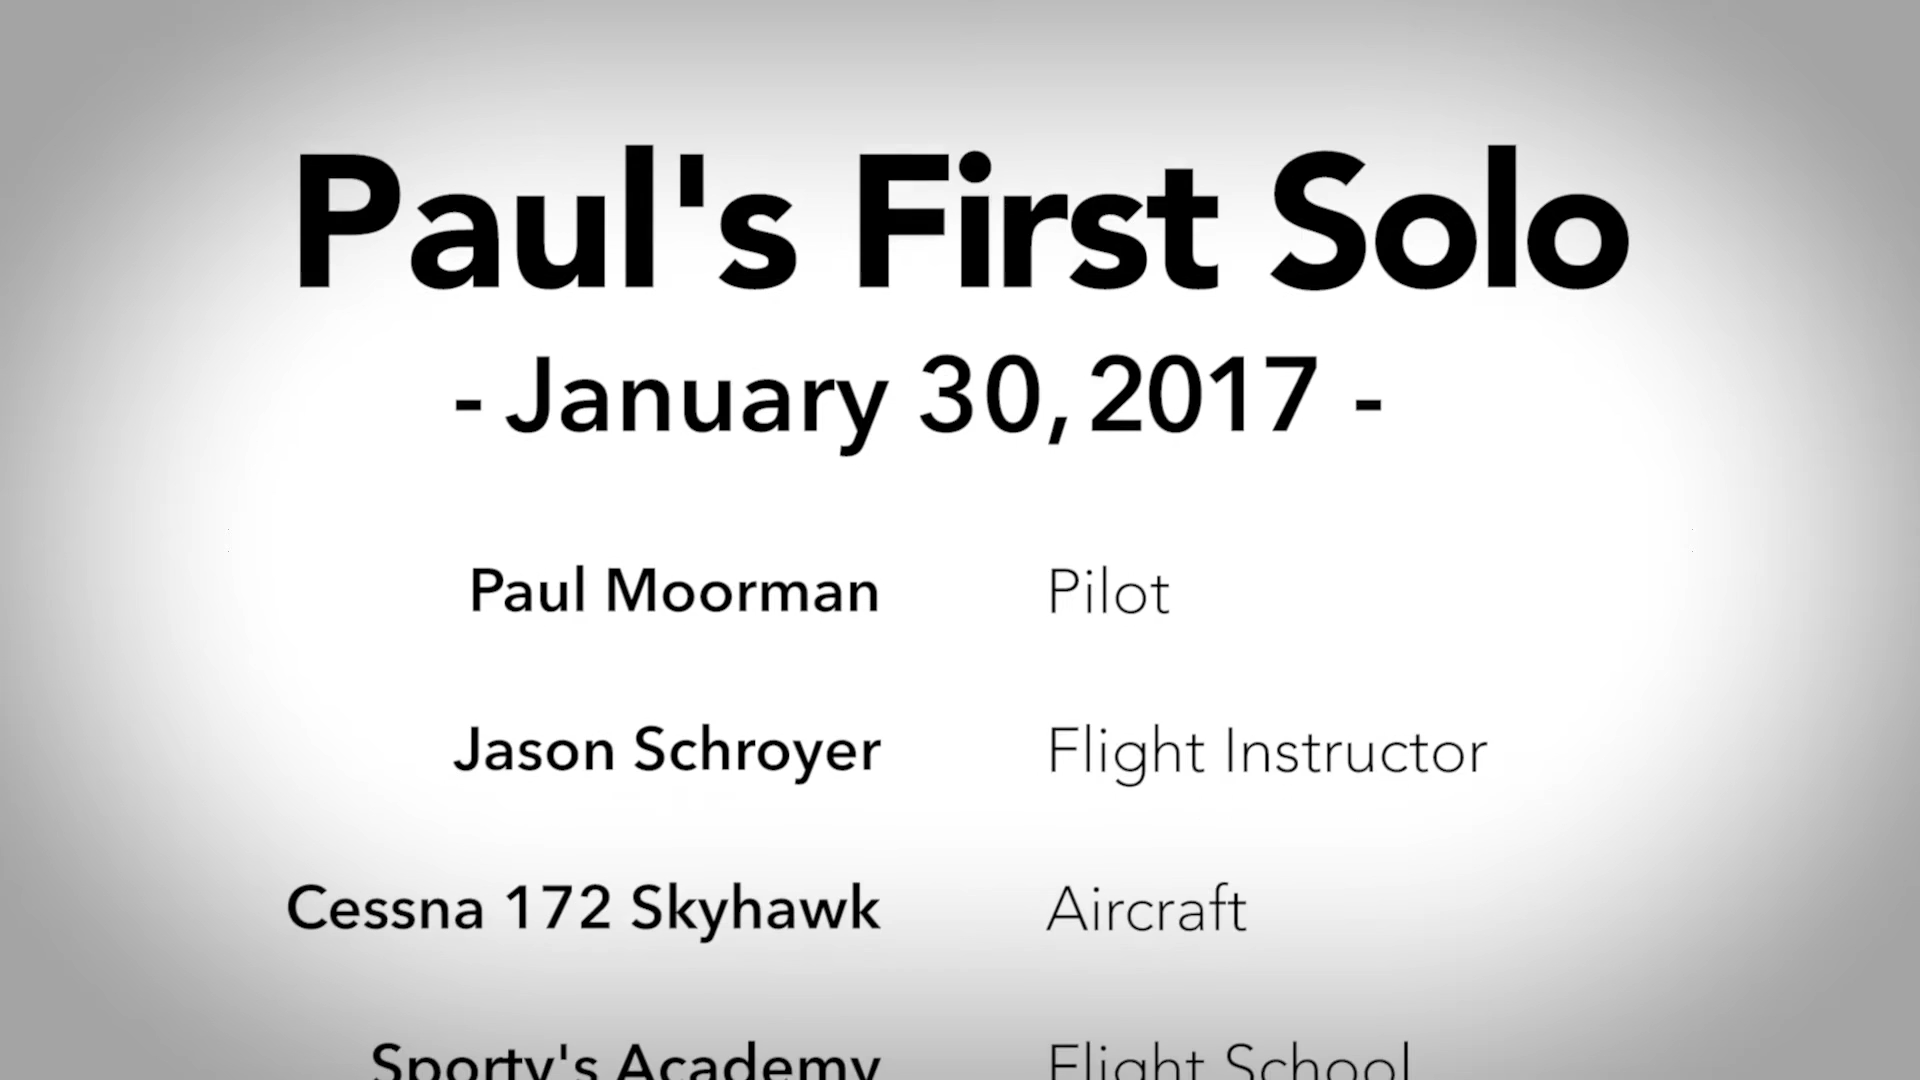 Paul's First Solo
- January 30, 2017 -
Paul Moorman Pilot
Jason Schroyer Flight Instructor
Cessna 172 Skyhawk Aircraft
Sporty's Academy Flight School